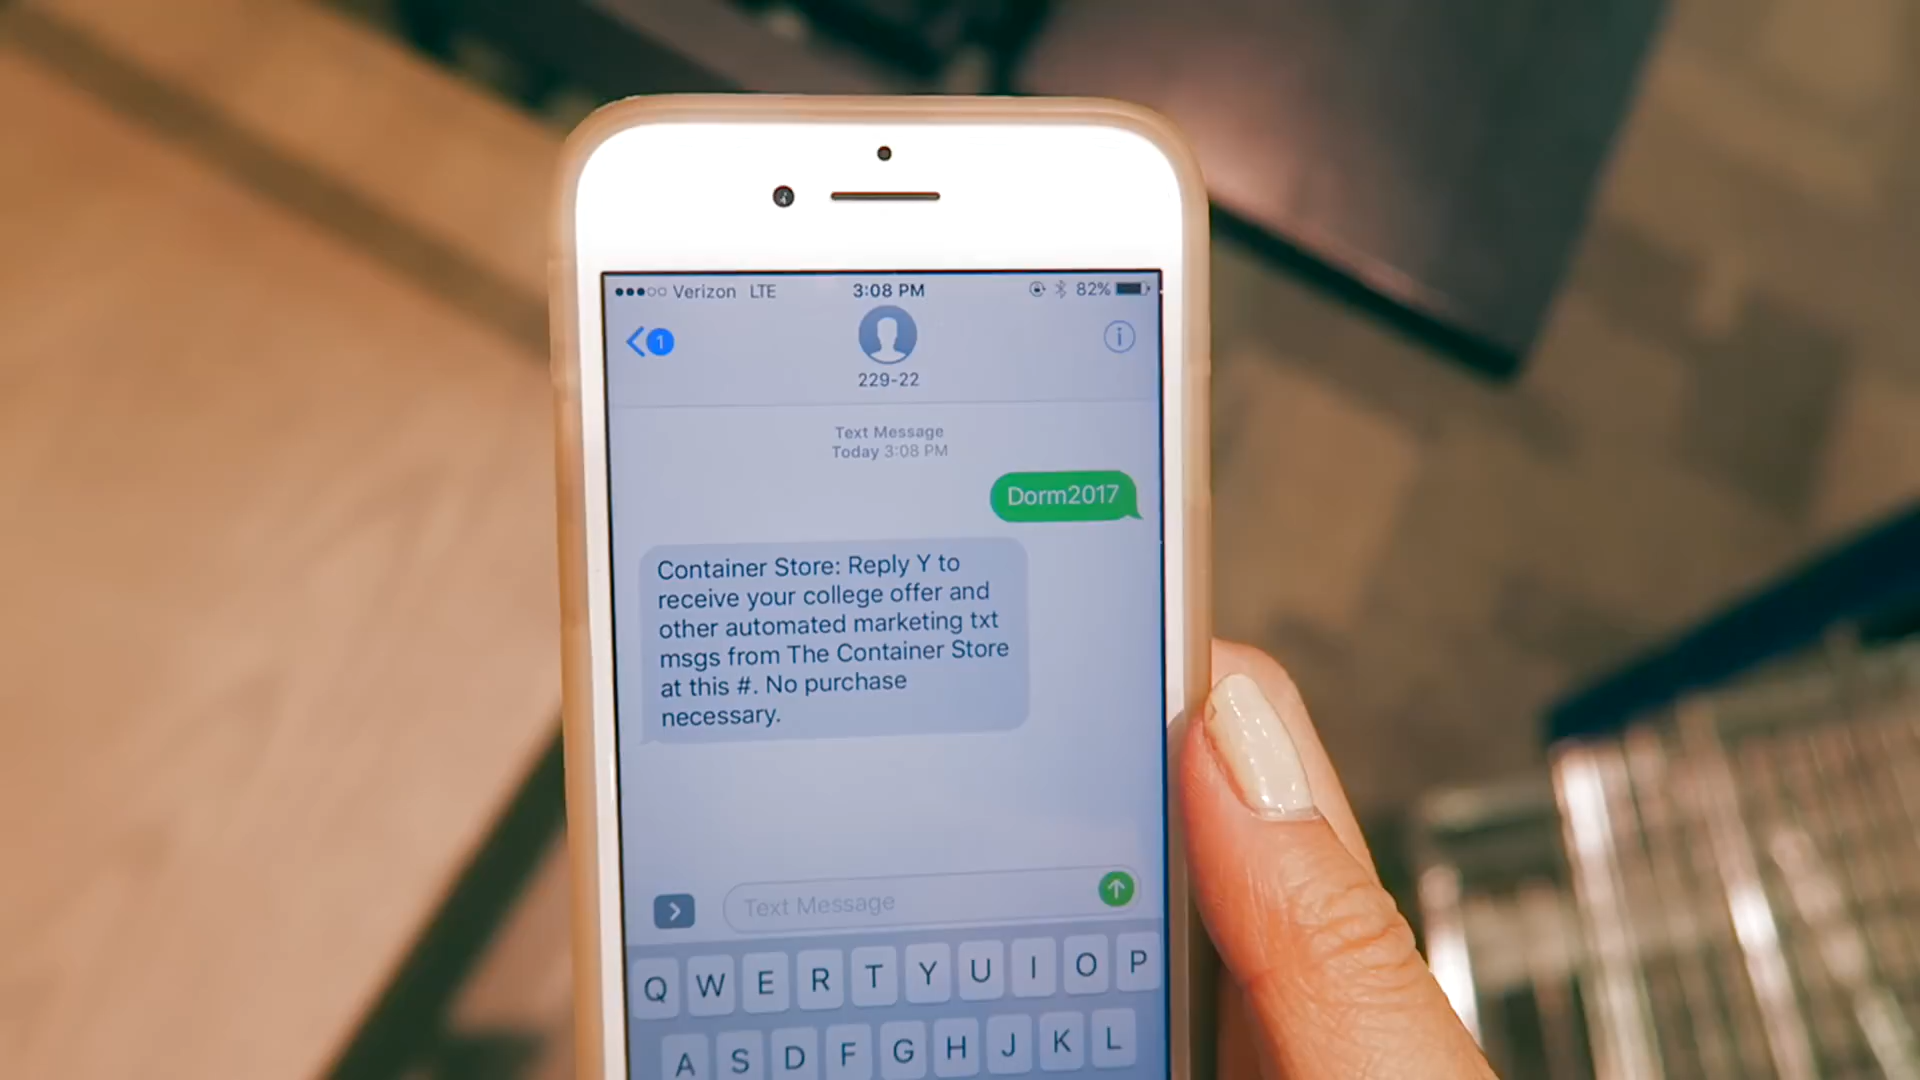 Verizon LTE 3:08 PM 82%
1
229-22
Text Message
Today 3:08 PM
Dorm2017
Container Store: Reply Y to
receive your college offer and
other automated marketing txt
msgs from The Container Store
at this #. No purchase
necessary.
Text Message
Q W E R T Y U I O P
A S D F G H J K L